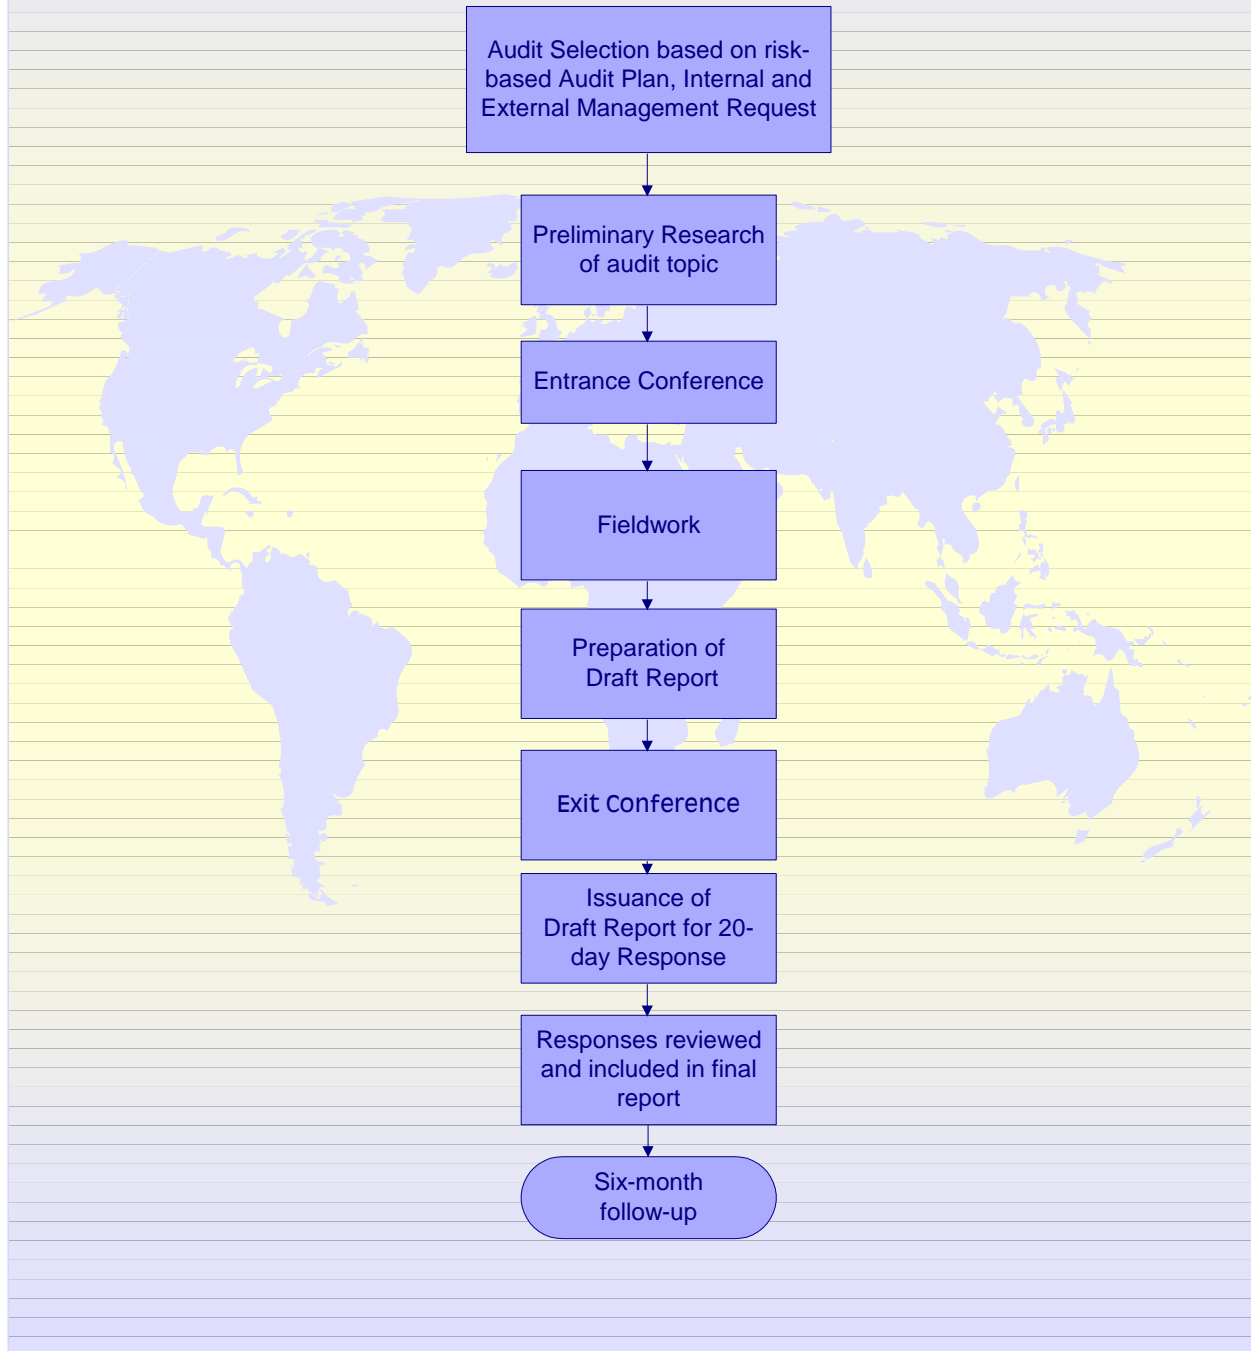 Audit Selection based on risk-
based Audit Plan, Internal and
External Management Request
Preliminary Research
of audit topic
Entrance Conference
Fieldwork
Preparation of
Draft Report
Exit Conference
Issuance of
Draft Report for 20-
day Response
Responses reviewed
and included in final
report
Six-month
follow-up